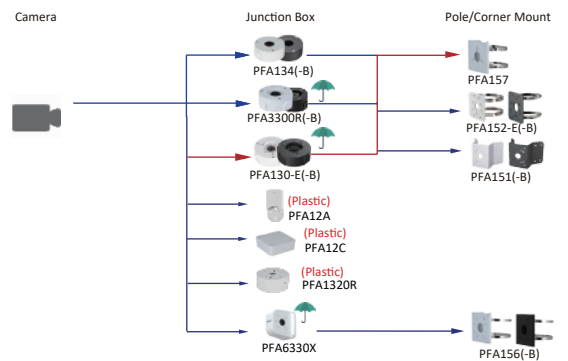 Camera
Junction Box
Pole/Corner Mount
PFA134(-B)
PFA157
PFA3300R(-B)
PFA152-E(-B)
PFA130-E(-B)
PFA151(-B)
(Plastic)
PFA12A
(Plastic)
PFA12C
(Plastic)
PFA1320R
PFA6330X
PFA156(-B)